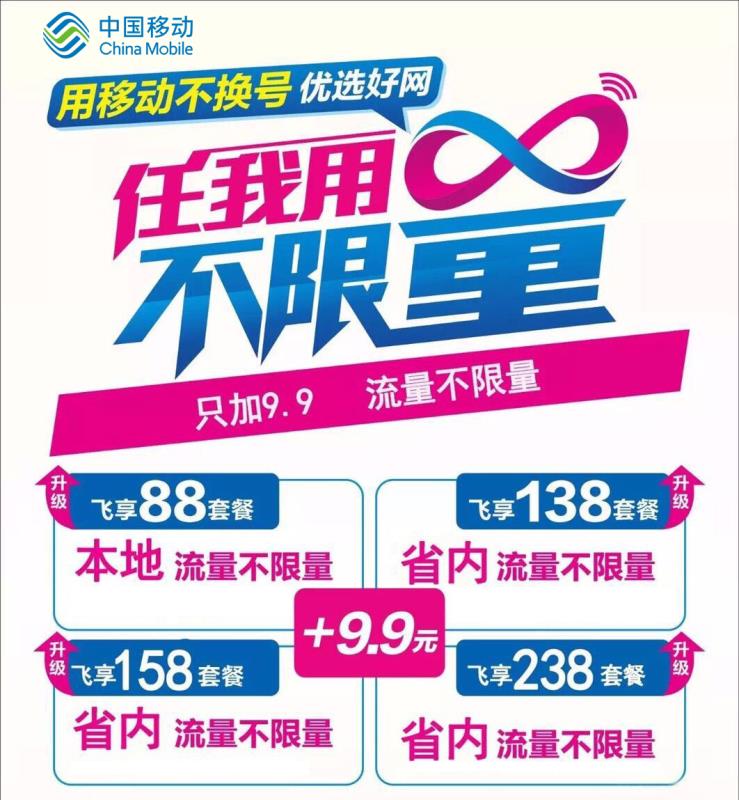 中国移动
China Mobile
用移动不换号 优选好网
任我用
不限量
只加9.9 流量不限量
升级
飞享88套餐
本地 流量不限量
飞享138套餐
升级
省内 流量不限量
+9.9元
升级
飞享158套餐
省内 流量不限量
飞享238套餐
升级
省内 流量不限量